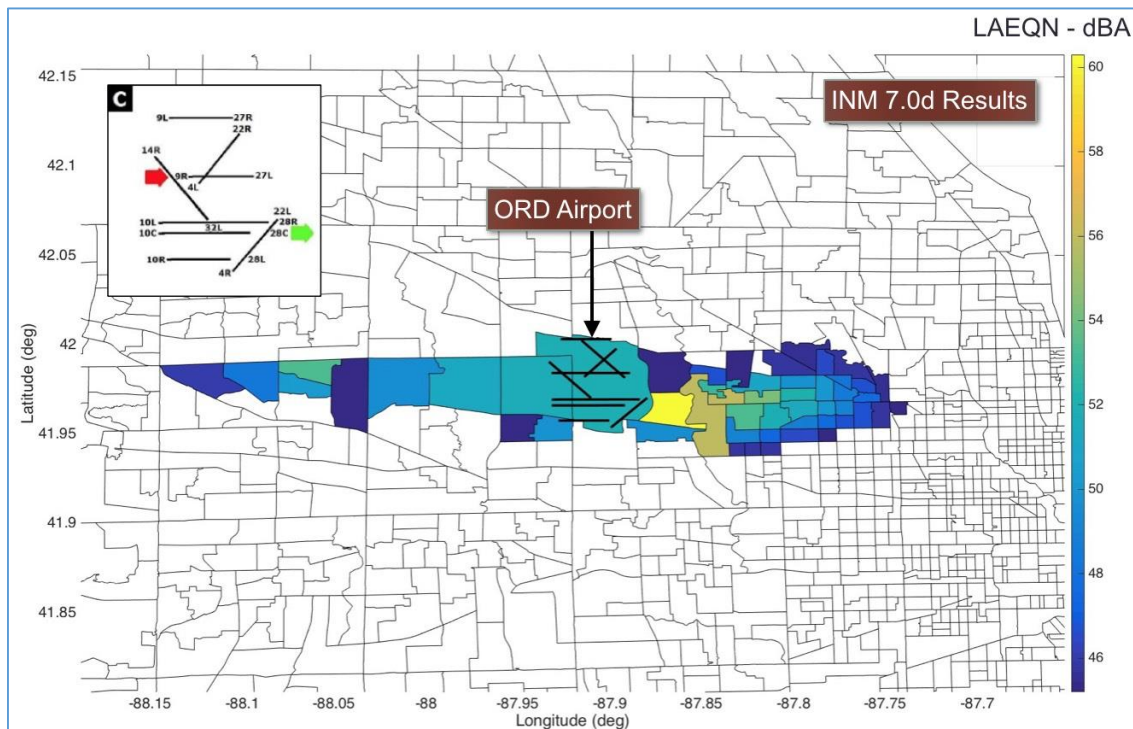 LAEQN - dBA
INM 7.0d Results
ORD Airport
C
9L 27R
22R
14R
9R 27L
4L
22L
10L 28R
32L
10C 28C
10R 28L
4R
42.15
42.1
42.05
42
41.95
41.9
41.85
Latitude (deg)
-88.15 -88.1 -88.05 -88 -87.95 -87.9 -87.85 -87.8 -87.75 -87.7
Longitude (deg)
60
58
56
54
52
50
48
46